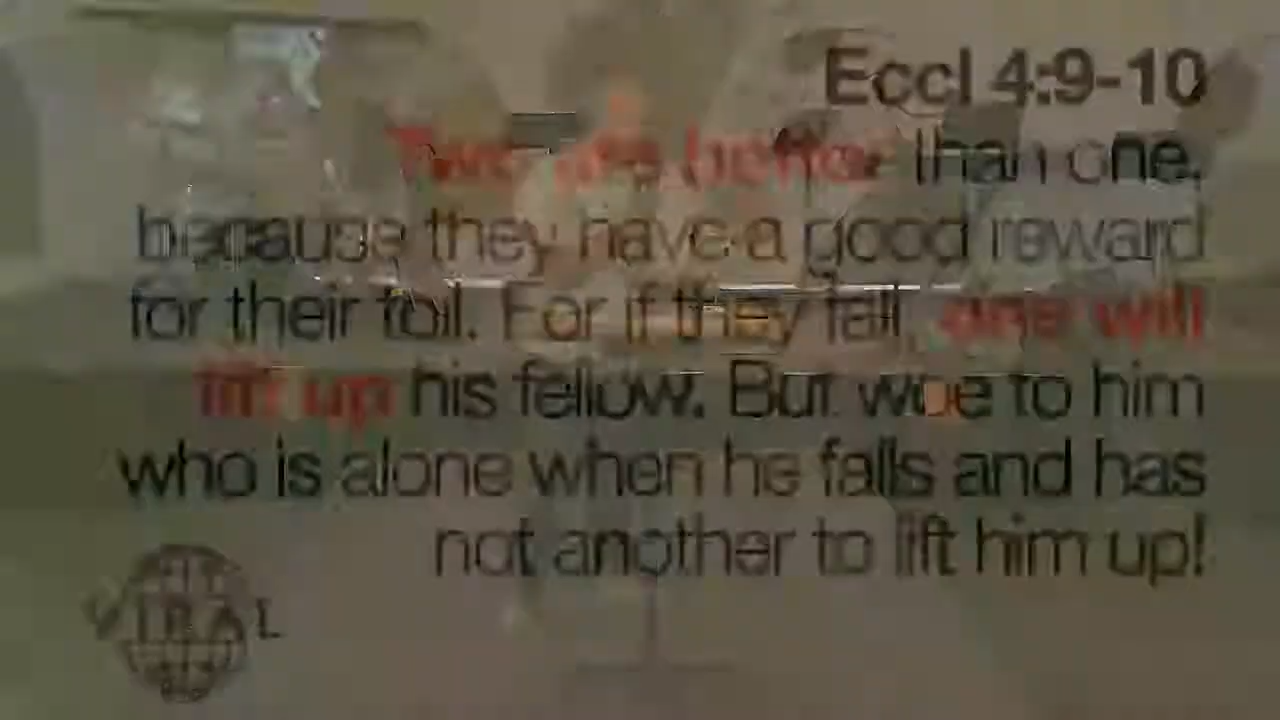 Eccl 4:9-10
Two are better than one,
because they have a good reward
for their toil. For if they fall, one will
lift up his fellow. But woe to him
who is alone when he falls and has
not another to lift him up!
VIRAL